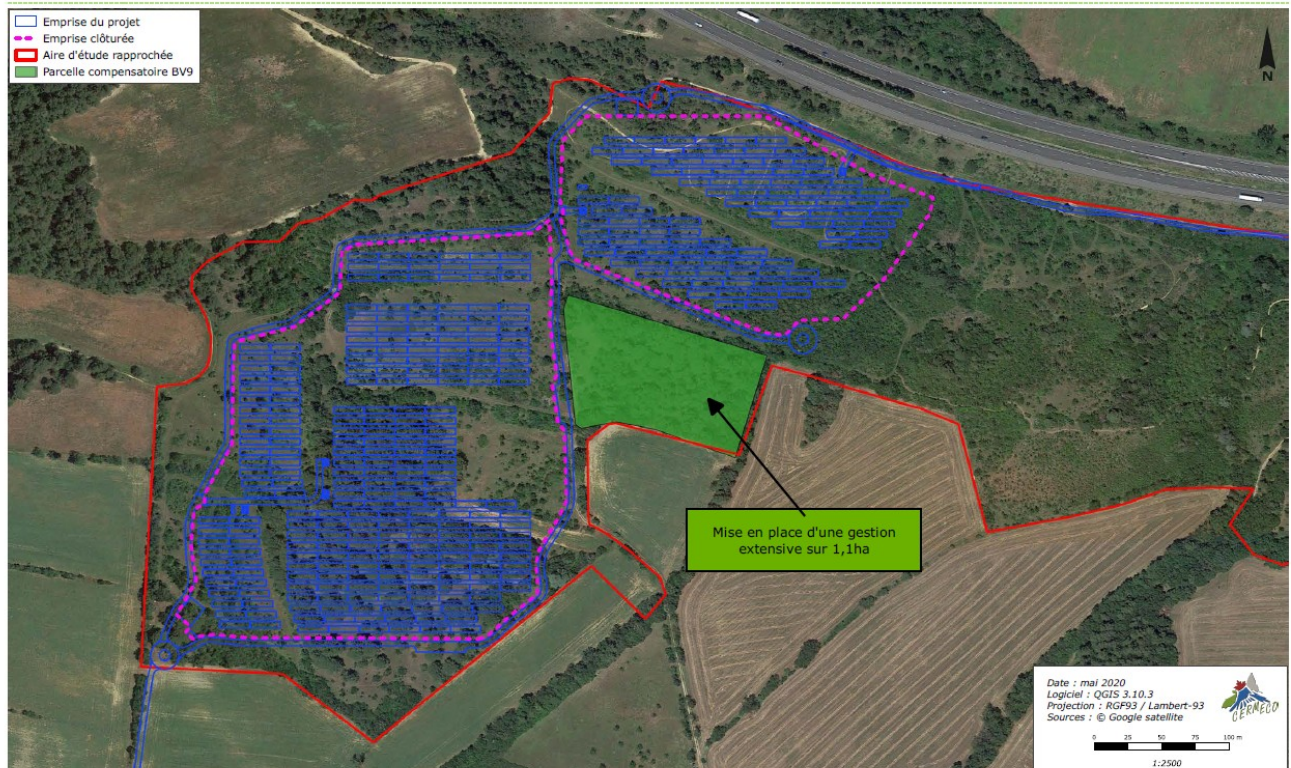 Emprise du projet
Emprise clôturée
Aire d'étude rapprochée
Parcelle compensatoire BV9
N
Mise en place d'une gestion
extensive sur 1,1ha
Date : mai 2020
Logiciel : QGIS 3.10.3
Projection : RGF93 / Lambert-93
Sources : © Google satellite
CERMECO
0 25 50 75 100 m
1:2500